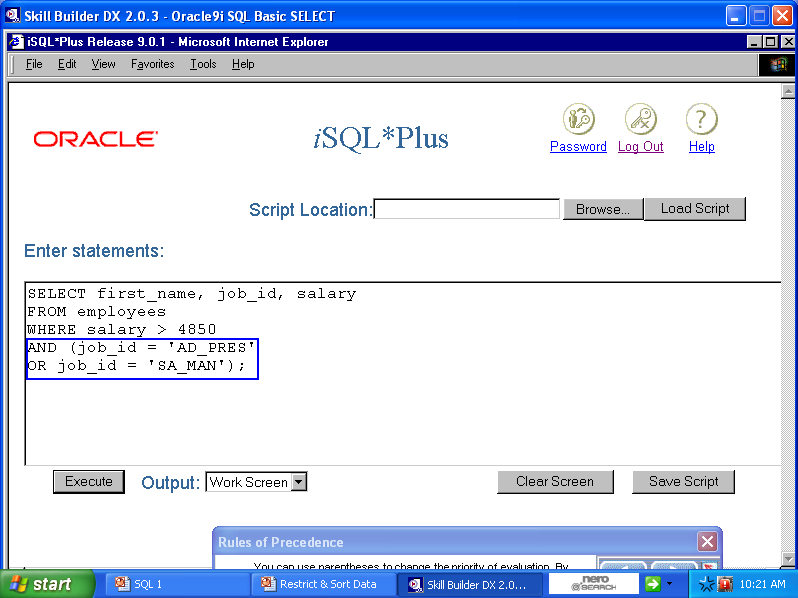 Skill Builder DX 2.0.3 - Oracle9i SQL Basic SELECT
iSQL*Plus Release 9.0.1 - Microsoft Internet Explorer
File Edit View Favorites Tools Help
ORACLE
iSQL*Plus
Password Log Out Help
Script Location: Browse... Load Script
Enter statements:
SELECT first_name, job_id, salary
FROM employees
WHERE salary > 4850
AND (job_id = 'AD_PRES'
OR job_id = 'SA_MAN');
Execute Output: Work Screen Clear Screen Save Script
Rules of Precedence
You can use parentheses to change the priority of evaluation. By
start SQL 1 Restrict & Sort Data Skill Builder DX 2.0... nero @SEARCH 10:21 AM